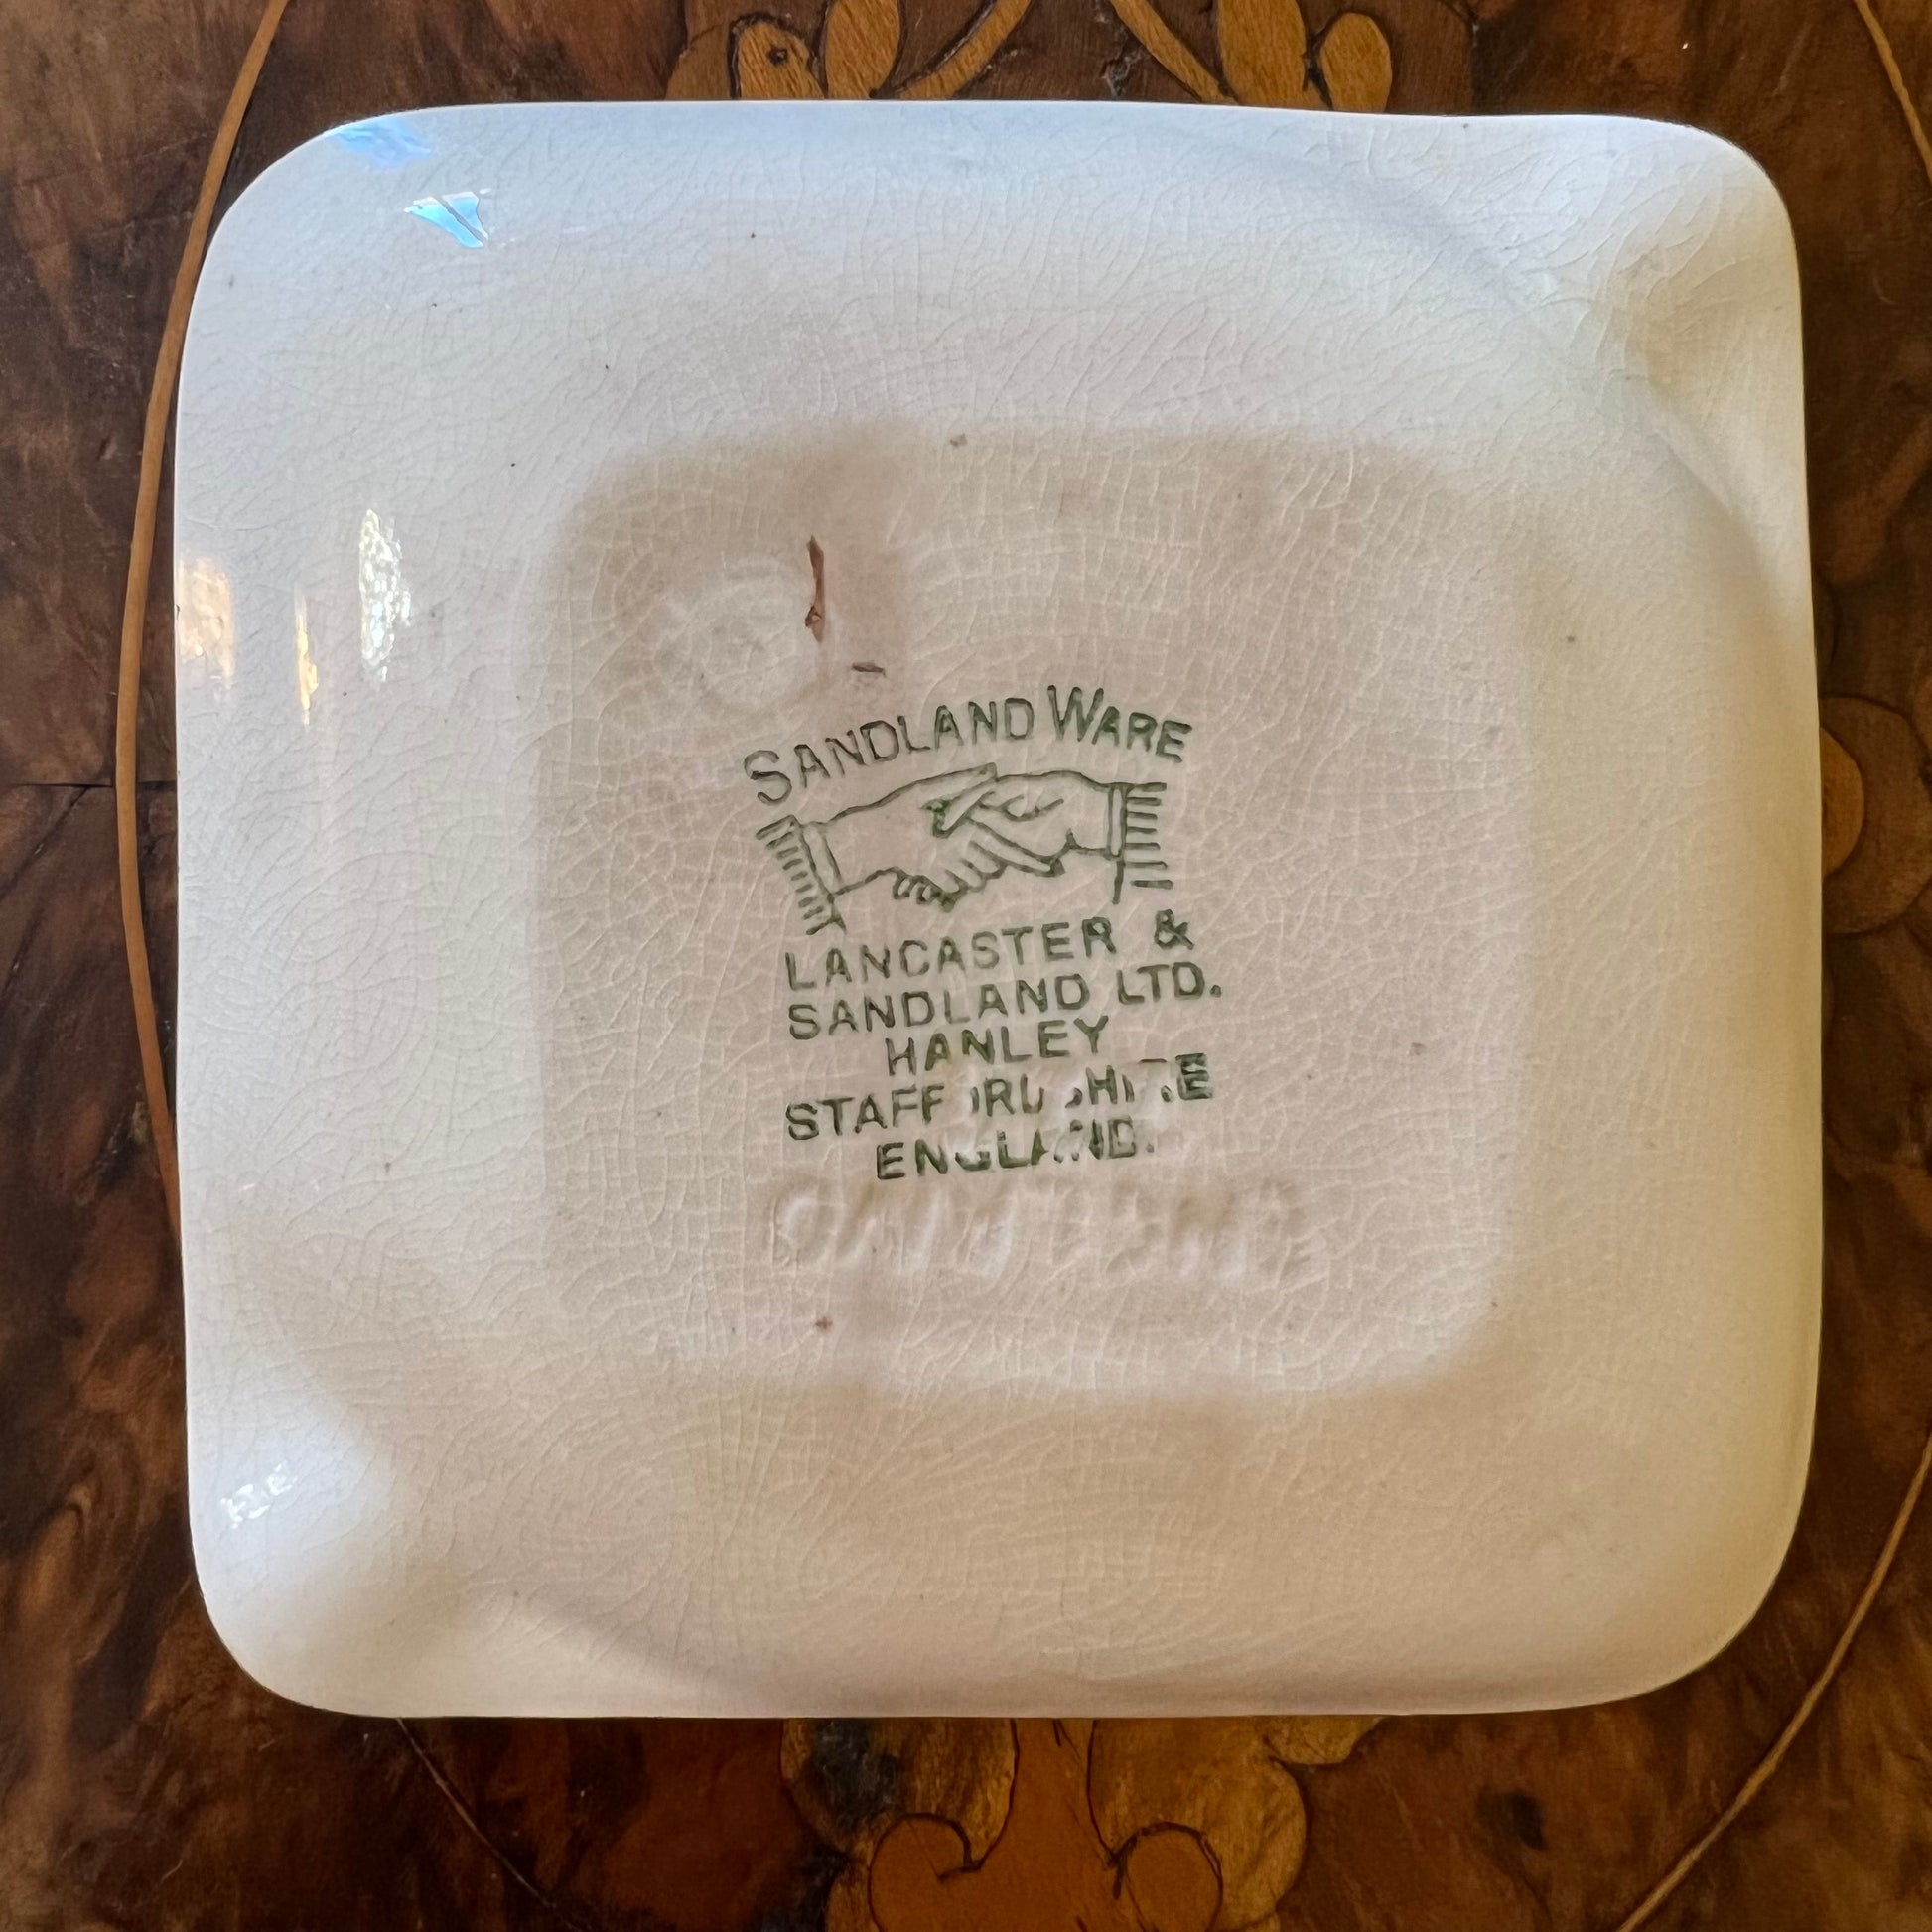 SANDLAND WARE
LANCASTER &
SANDLAND LTD.
HANLEY
STAFFORDSHIRE
ENGLAND.